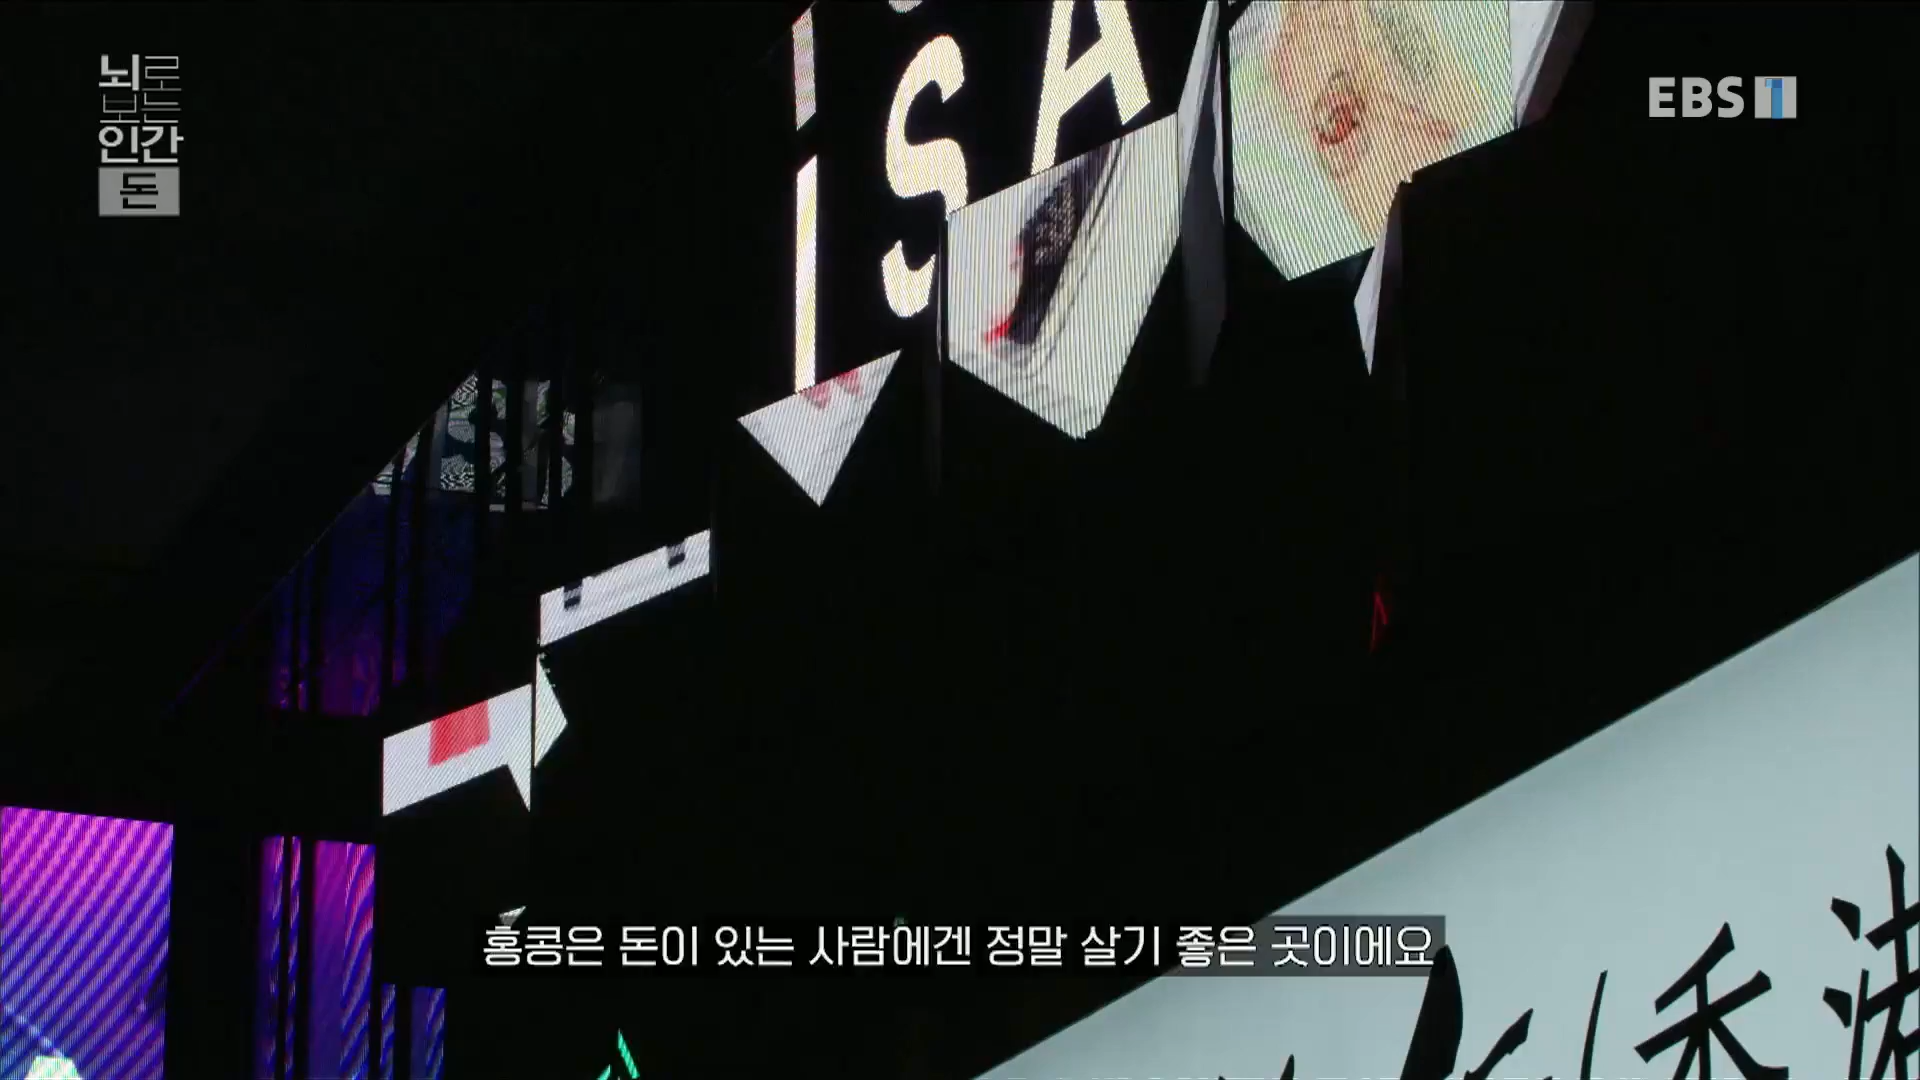 뇌로
보는
인간
돈
EBS 1
iSA
홍콩은 돈이 있는 사람에겐 정말 살기 좋은 곳이에요
香港